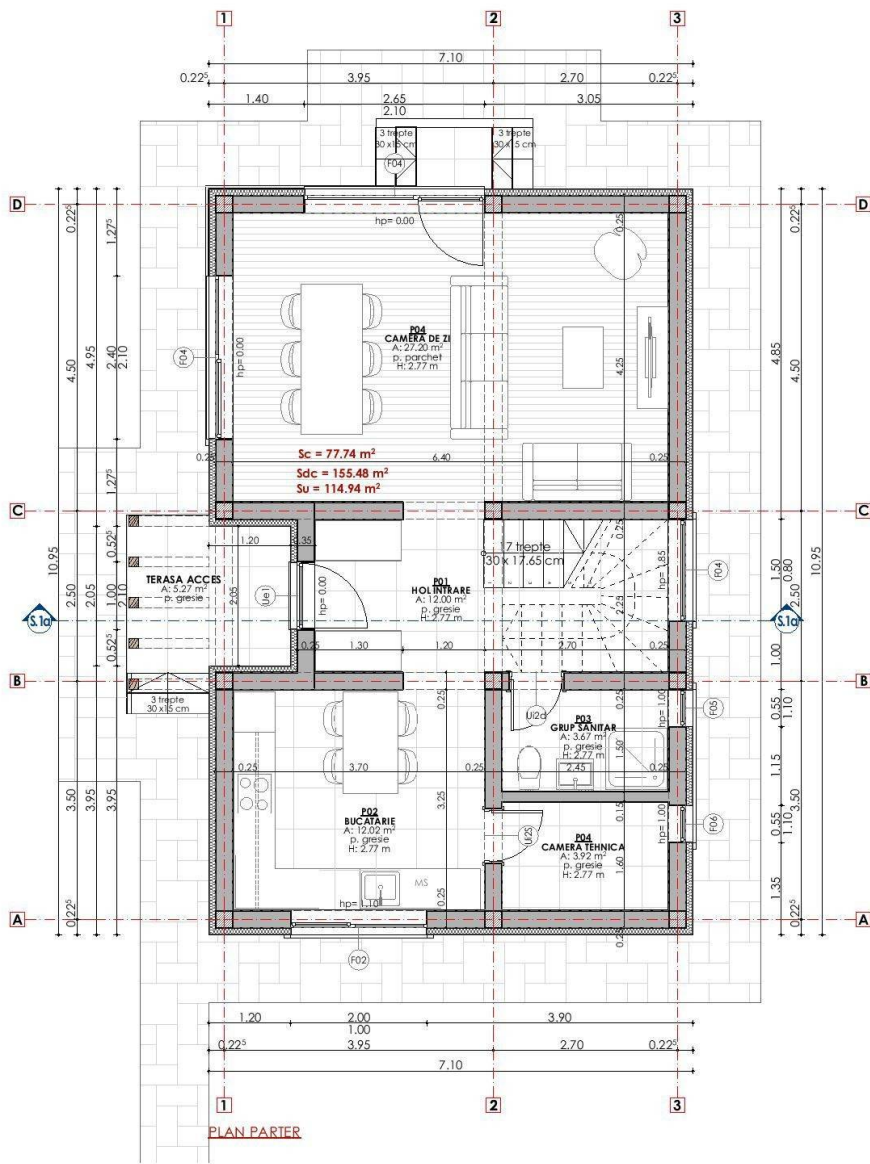 1
2
3
7.10
0.22⁵
3.95
2.70
0.22⁵
1.40
2.65
3.05
2.10
3 trepte
30 x15 cm
3 trepte
30 x15 cm
F04
D
D
hp= 0.00
0.22⁵
1.27⁵
0.25
0.22⁵
4.50
4.95
2.40
2.10
F04
hp= 0.00
P04
CAMERA DE ZI
A: 27.20 m²
p. parchet
H: 2.77 m
4.25
4.85
4.50
Sc = 77.74 m²
0.25
6.40
0.25
Sdc = 155.48 m²
Su = 114.94 m²
1.27⁵
C
C
10.95
2.50
2.05
0.52⁵
1.00
2.10
0.52⁵
1.20
0.35
0.25
17 trepte
30 x 17.65 cm
TERASA ACCES
A: 5.27 m²
p. gresie
2.05
Ue1
hp= 0.00
P01
HOL INTRARE
A: 12.00 m²
p. gresie
H: 2.77 m
2.25
hp= 1.85
F04
1.50
0.80
2.50
10.95
S.1a
S.1a
0.25
1.30
1.20
2.70
0.25
1.00
B
B
3 trepte
30 x15 cm
0.25
Ui2d
0.25
P03
GRUP SANITAR
A: 3.67 m²
p. gresie
H: 2.77 m
1.50
hp= 1.00
F05
0.55
1.10
0.25
3.70
0.25
2.45
0.25
1.15
3.50
3.95
3.95
3.25
P02
BUCATARIE
A: 12.02 m²
p. gresie
H: 2.77 m
0.15
Ui2S
P04
CAMERA TEHNICA
A: 3.92 m²
p. gresie
H: 2.77 m
1.60
hp= 1.00
F06
0.55
1.10
3.50
MS
hp= 1.10
0.25
1.35
0.22⁵
A
A
0.25
0.22⁵
F02
1.20
2.00
3.90
1.00
0.22⁵
3.95
2.70
0.22⁵
7.10
1
2
3
PLAN PARTER